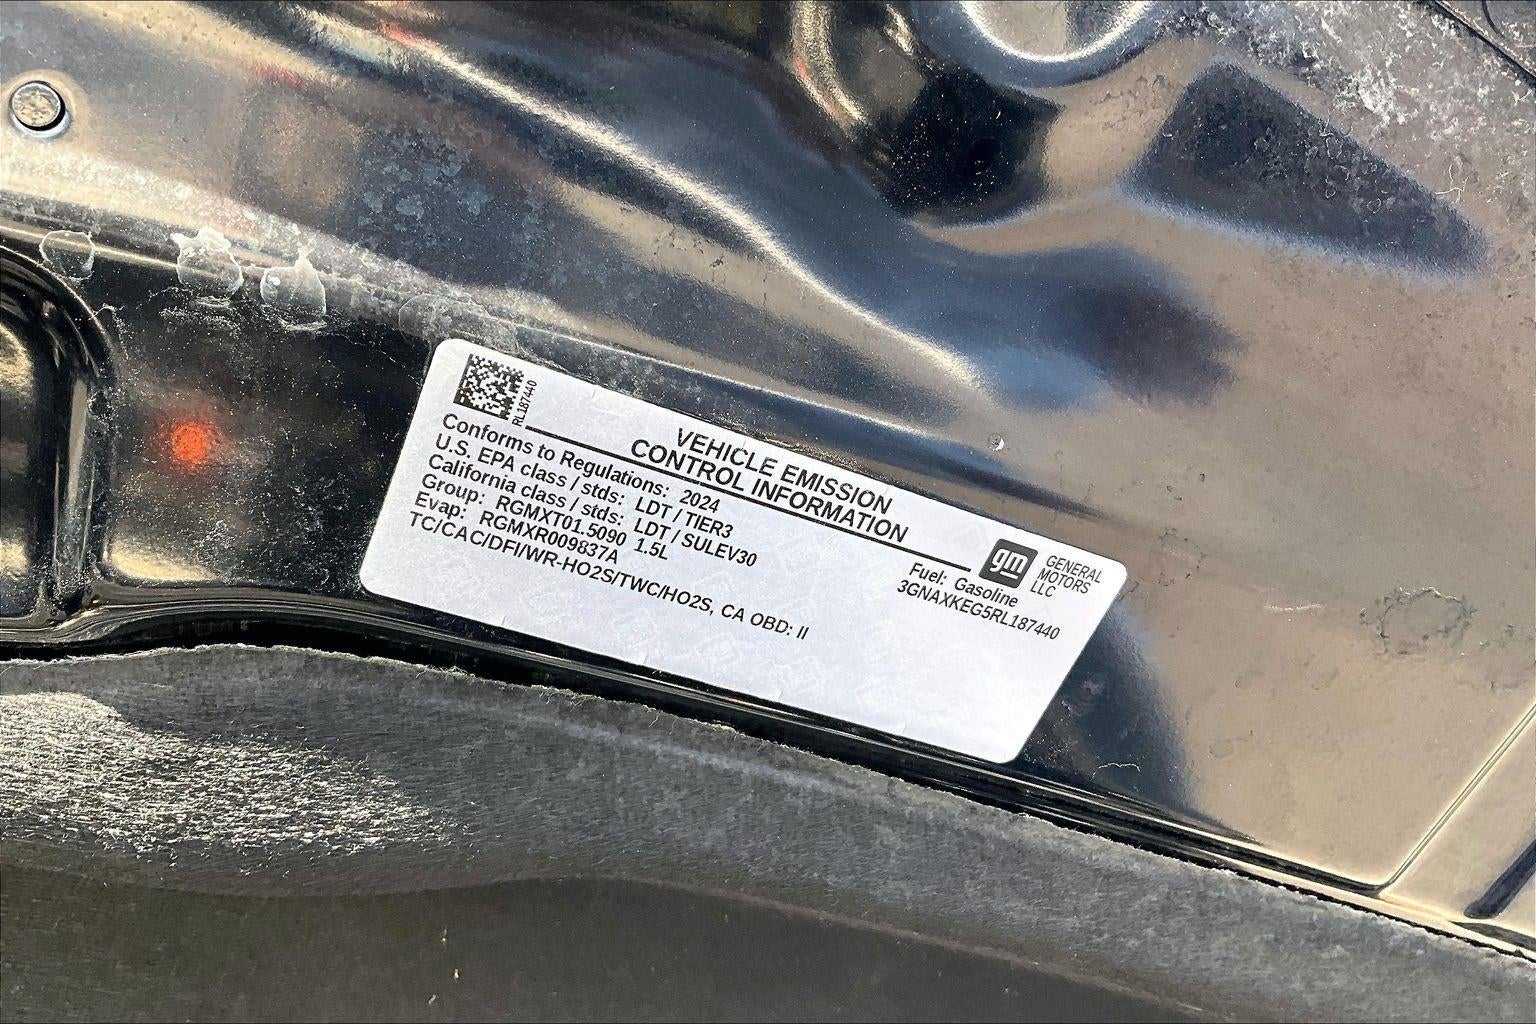 RL187440
VEHICLE EMISSION
CONTROL INFORMATION
gm
GENERAL
MOTORS
LLC
Conforms to Regulations: 2024
U.S. EPA class / stds: LDT / TIER3
California class / stds: LDT / SULEV30
Group: RGMXT01.5090 1.5L
Evap: RGMXR009837A
TC/CAC/DFI/WR-HO2S/TWC/HO2S, CA OBD: II
Fuel: Gasoline
3GNAXKEG5RL187440